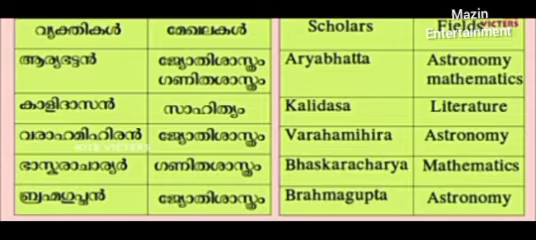 വ്യക്തികൾ മേഖലകൾ
ആര്യഭട്ടൻ ജ്യോതിശാസ്ത്രം
ഗണിതശാസ്ത്രം
കാളിദാസൻ സാഹിത്യം
വരാഹമിഹിരൻ ജ്യോതിശാസ്ത്രം
ഭാസ്കരാചാര്യർ ഗണിതശാസ്ത്രം
ബ്രഹ്മഗുപ്തൻ ജ്യോതിശാസ്ത്രം
Mazin
Scholars Fields VICTERS
Entertainment
Aryabhatta Astronomy
mathematics
Kalidasa Literature
Varahamihira Astronomy
Bhaskaracharya Mathematics
Brahmagupta Astronomy